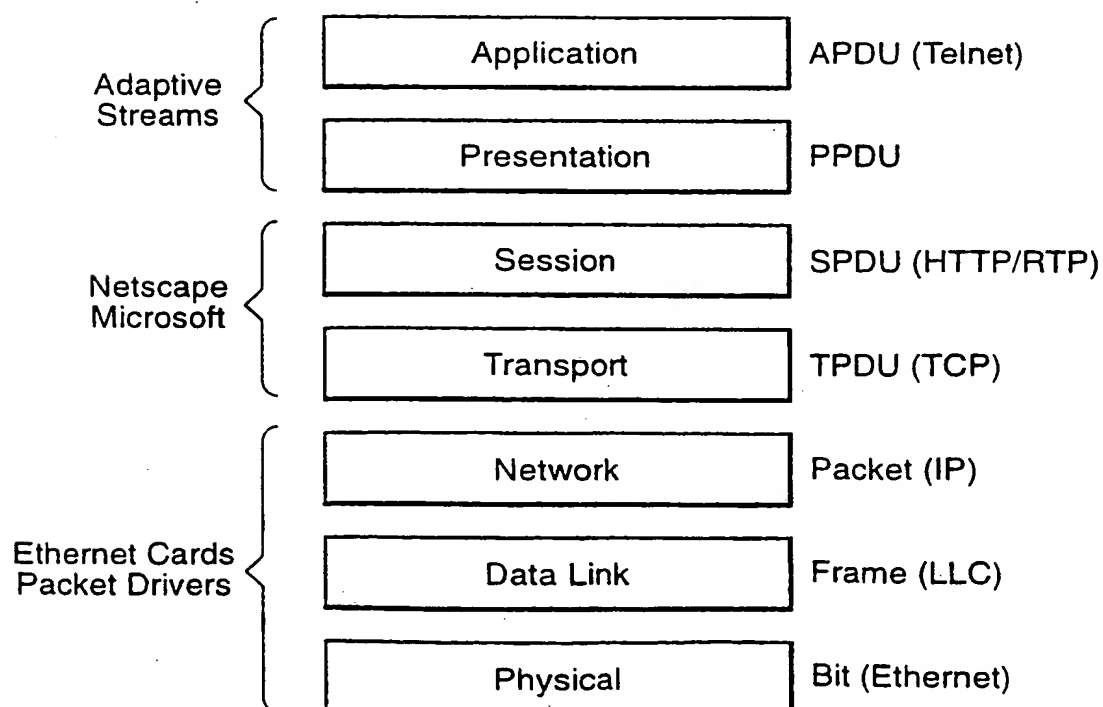 Adaptive
Streams
Application
APDU (Telnet)
Presentation
PPDU
Netscape
Microsoft
Session
SPDU (HTTP/RTP)
Transport
TPDU (TCP)
Ethernet Cards
Packet Drivers
Network
Packet (IP)
Data Link
Frame (LLC)
Physical
Bit (Ethernet)